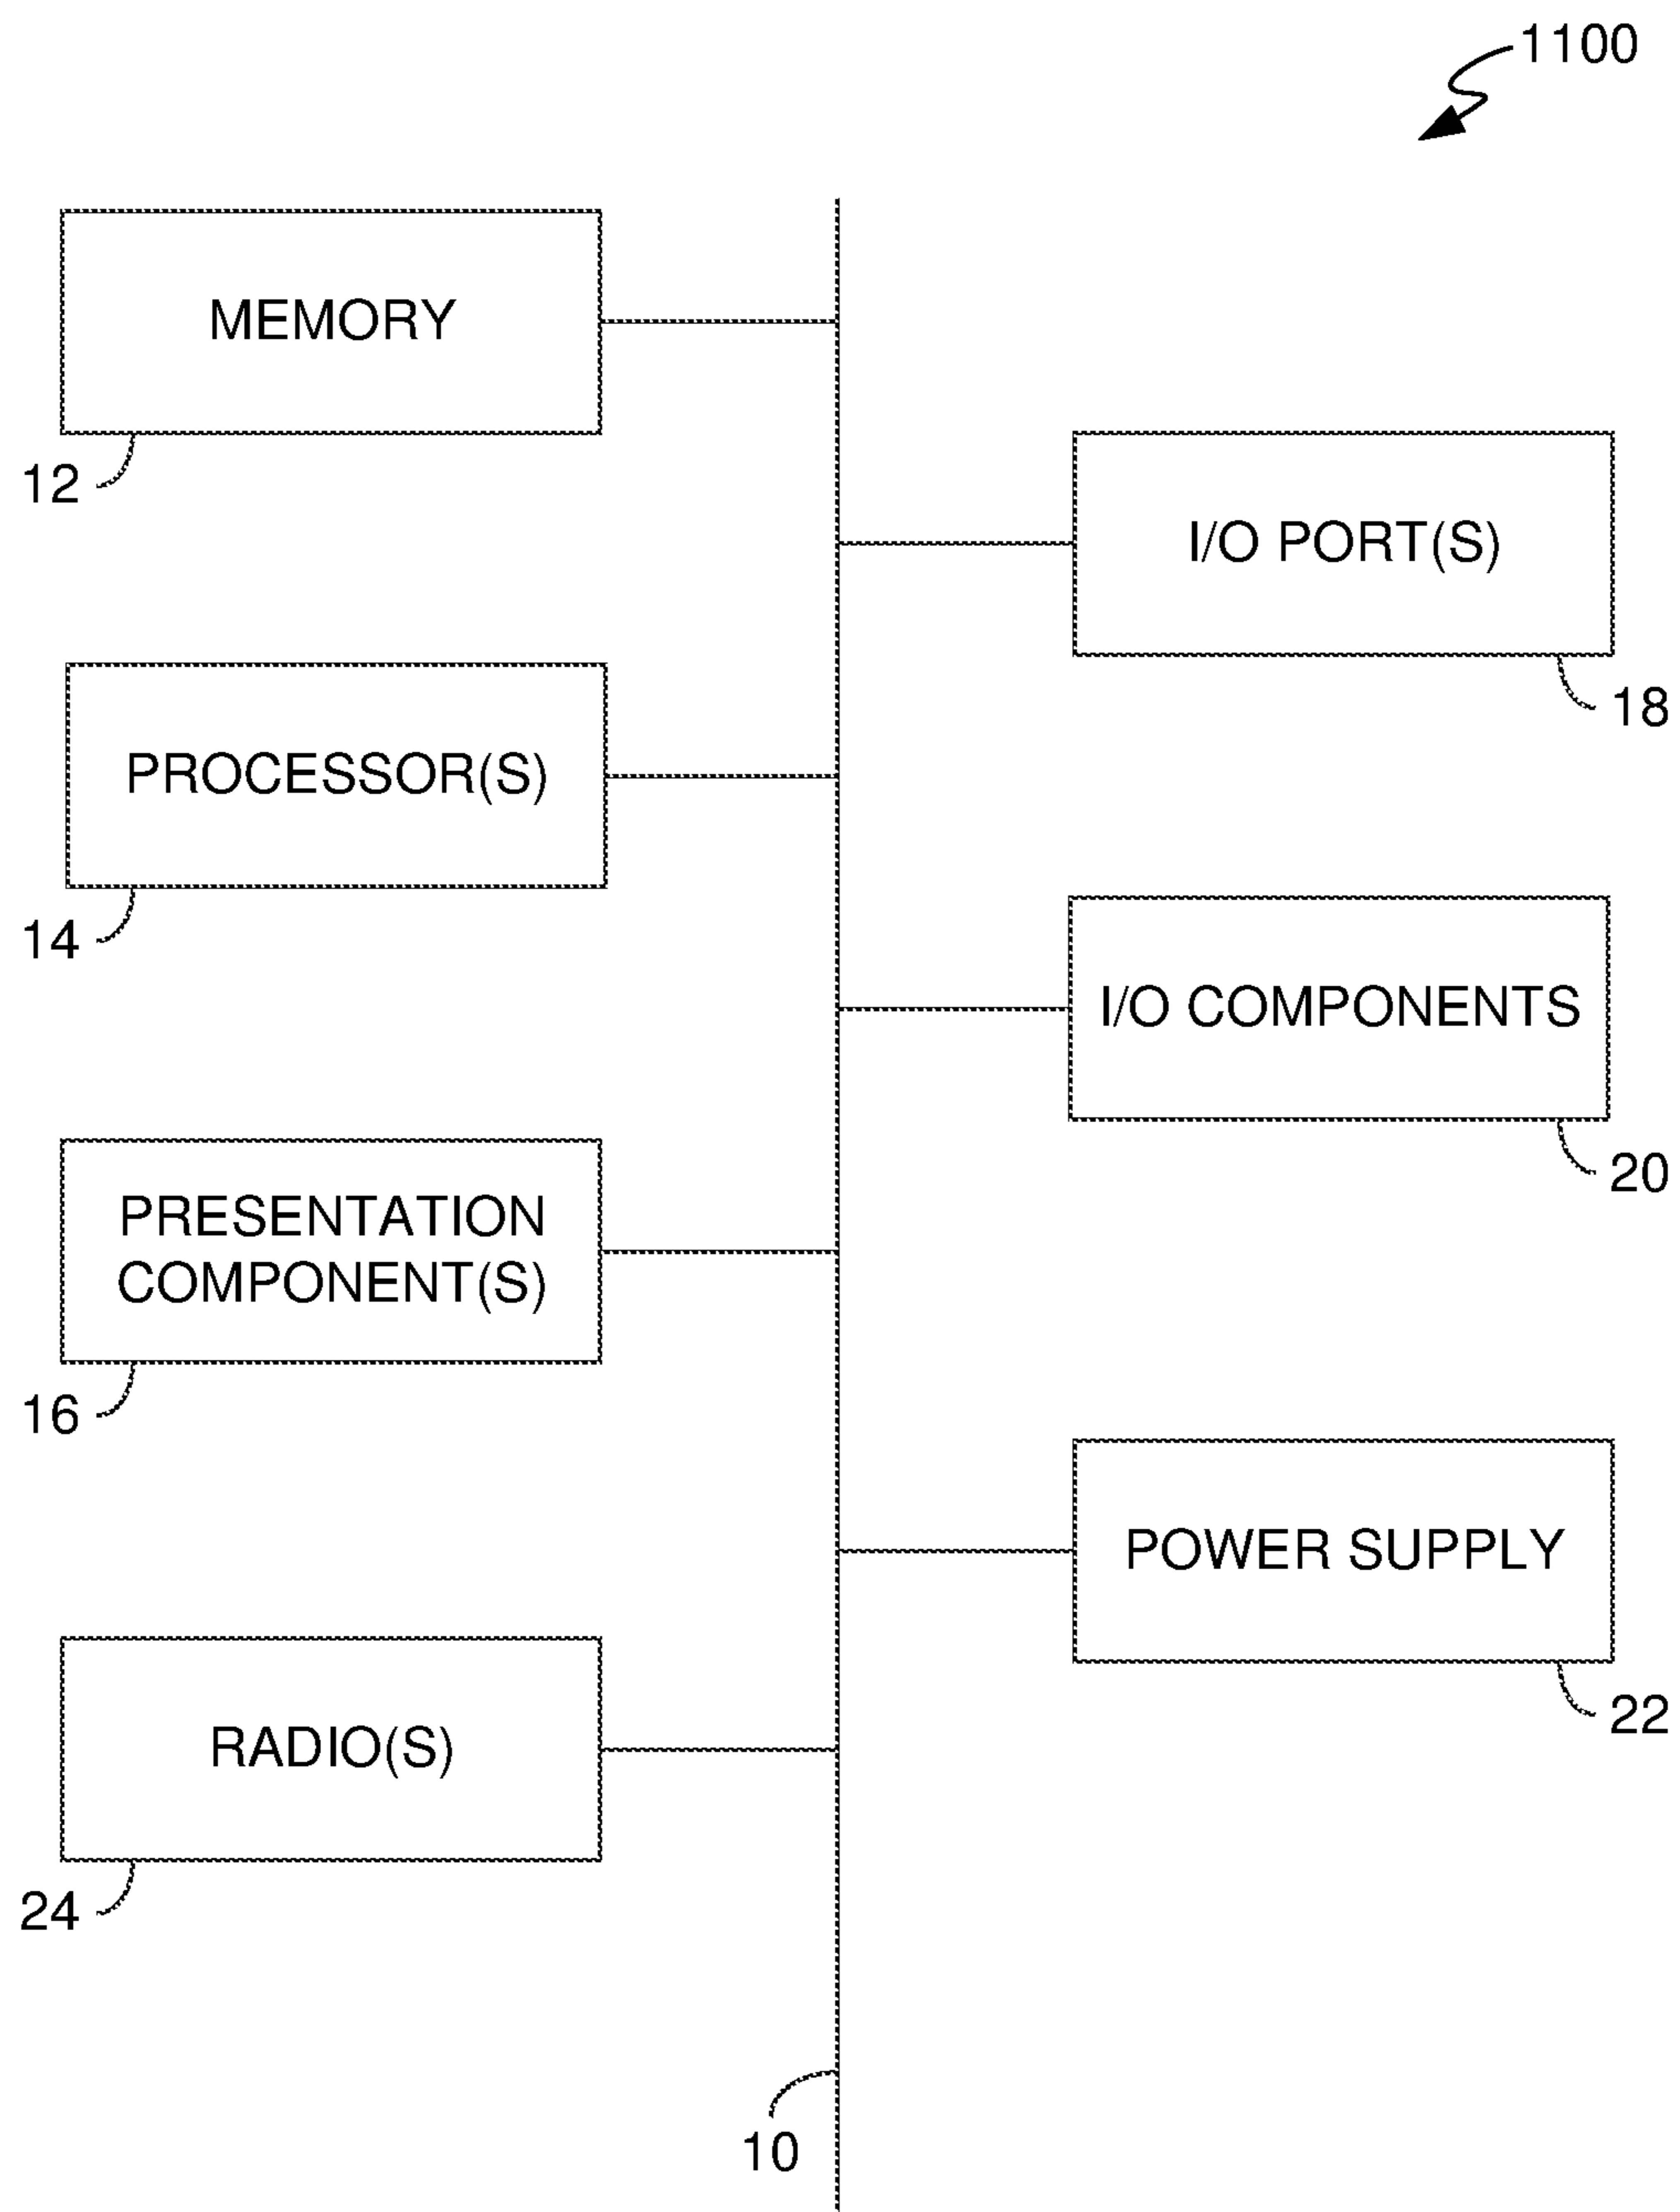 1100
MEMORY
12
I/O PORT(S)
18
PROCESSOR(S)
14
I/O COMPONENTS
20
PRESENTATION
COMPONENT(S)
16
POWER SUPPLY
22
RADIO(S)
24
10